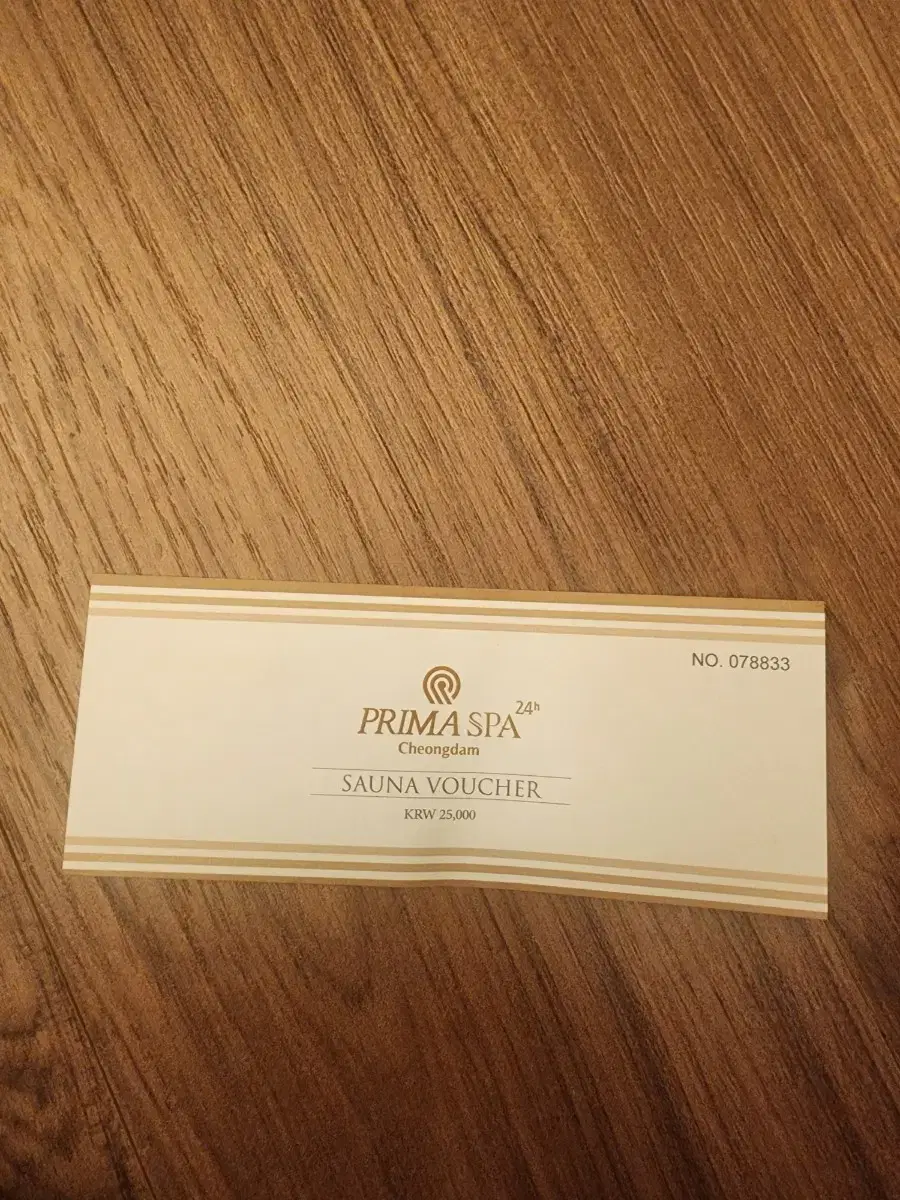 NO. 078833
PRIMA SPA 24h
Cheongdam
SAUNA VOUCHER
KRW 25,000